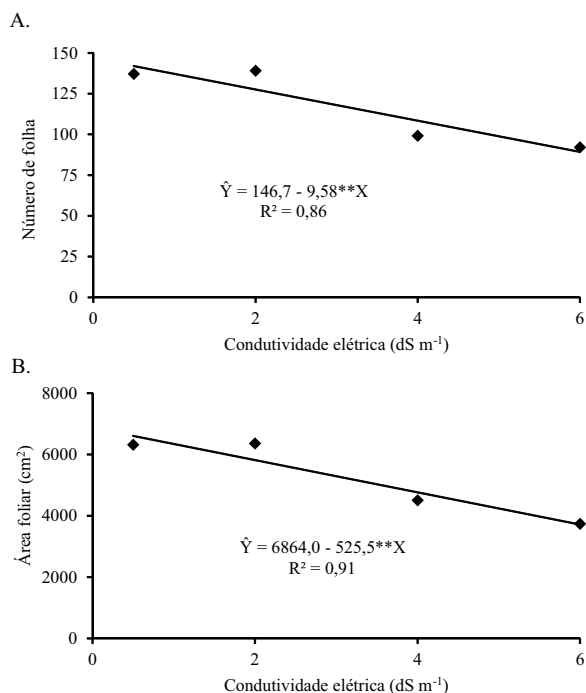 A.
150
125
100
75
50
25
0
Número de folha
Ŷ = 146,7 - 9,58**X
R² = 0,86
0 2 4 6
Condutividade elétrica (dS m⁻¹)
B.
8000
6000
4000
2000
0
Área foliar (cm²)
Ŷ = 6864,0 - 525,5**X
R² = 0,91
0 2 4 6
Condutividade elétrica (dS m⁻¹)